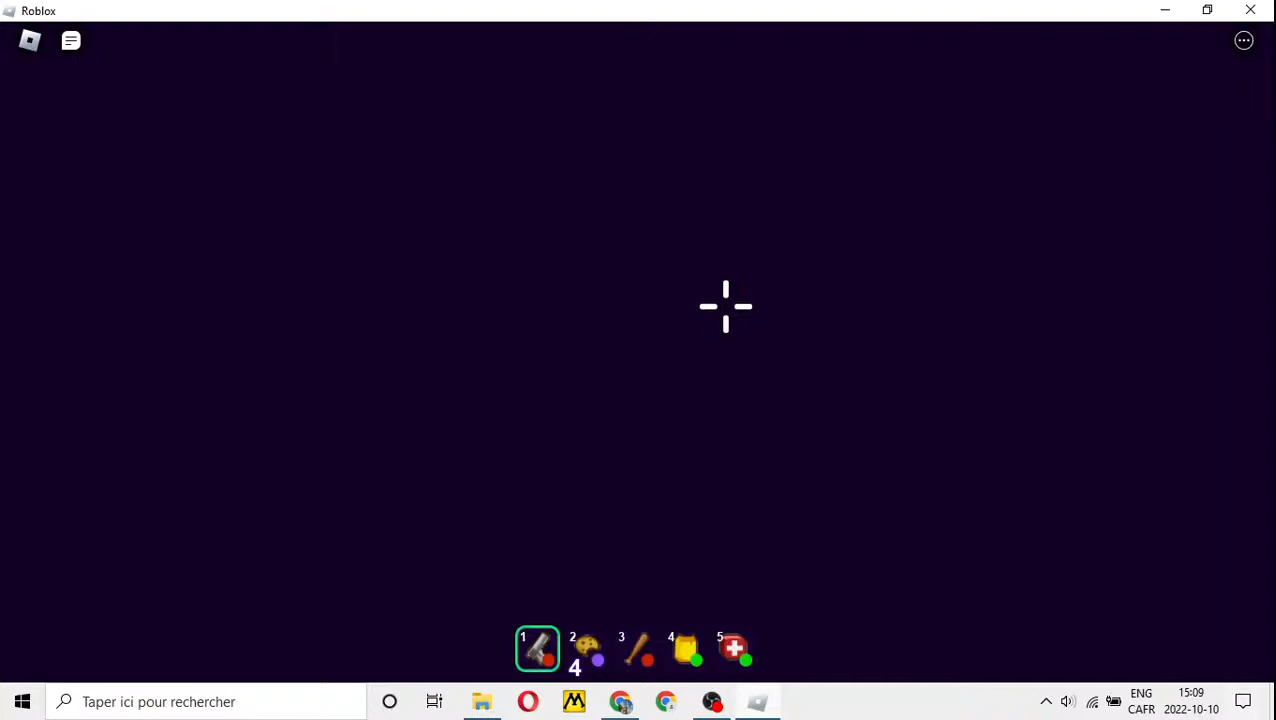 Roblox
1
2
3
4
5
4
Taper ici pour rechercher
ENG
CAFR
15:09
2022-10-10